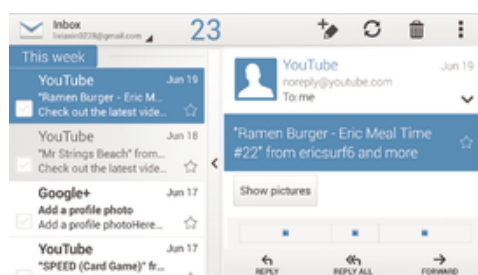 Inbox
23
This week
YouTube Jun 19
"Ramen Burger - Eric M...
Check out the latest vide...
YouTube Jun 18
"Mr Strings Beach" from...
Check out the latest vide...
Google+ Jun 17
Add a profile photo
Add a profile photoHere...
YouTube Jun 17
"SPEED (Card Game)" fr...
YouTube Jun 19
noreply@youtube.com
To: me
"Ramen Burger - Eric Meal Time
#22" from ericsurf6 and more
Show pictures
REPLY
REPLY ALL
FORWARD